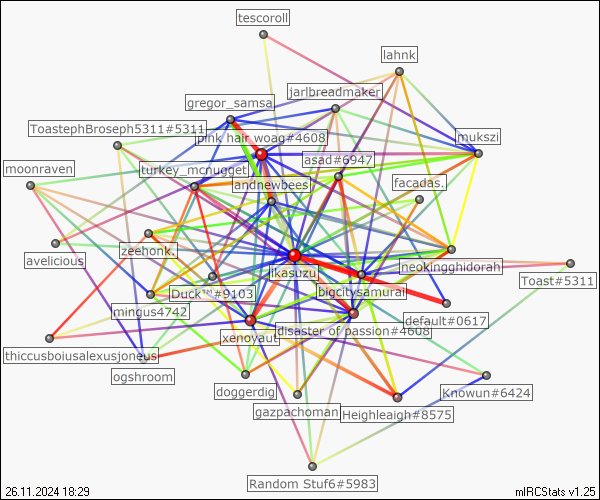 tescoroll
lahnk
jarlbreadmaker
gregor_samsa
ToastephBroseph5311#5311
pink hair woag#4608
mukszi
asad#6947
moonraven
turkey_mcnugget
andnewbees
facadas.
zeehonk.
avelicious
neokingghidorah
ikasuzu
Toast#5311
bigcitysamurai
Duck™#9103
mingus4742
default#0617
disaster of passion#4608
xenoyaut
thiccusboiusalexusjoneus
ogshroom
doggerdig
Knowun#6424
gazpachoman
Heighleigh#8575
Random Stuf6#5983
26.11.2024 18:29
mIRCStats v1.25